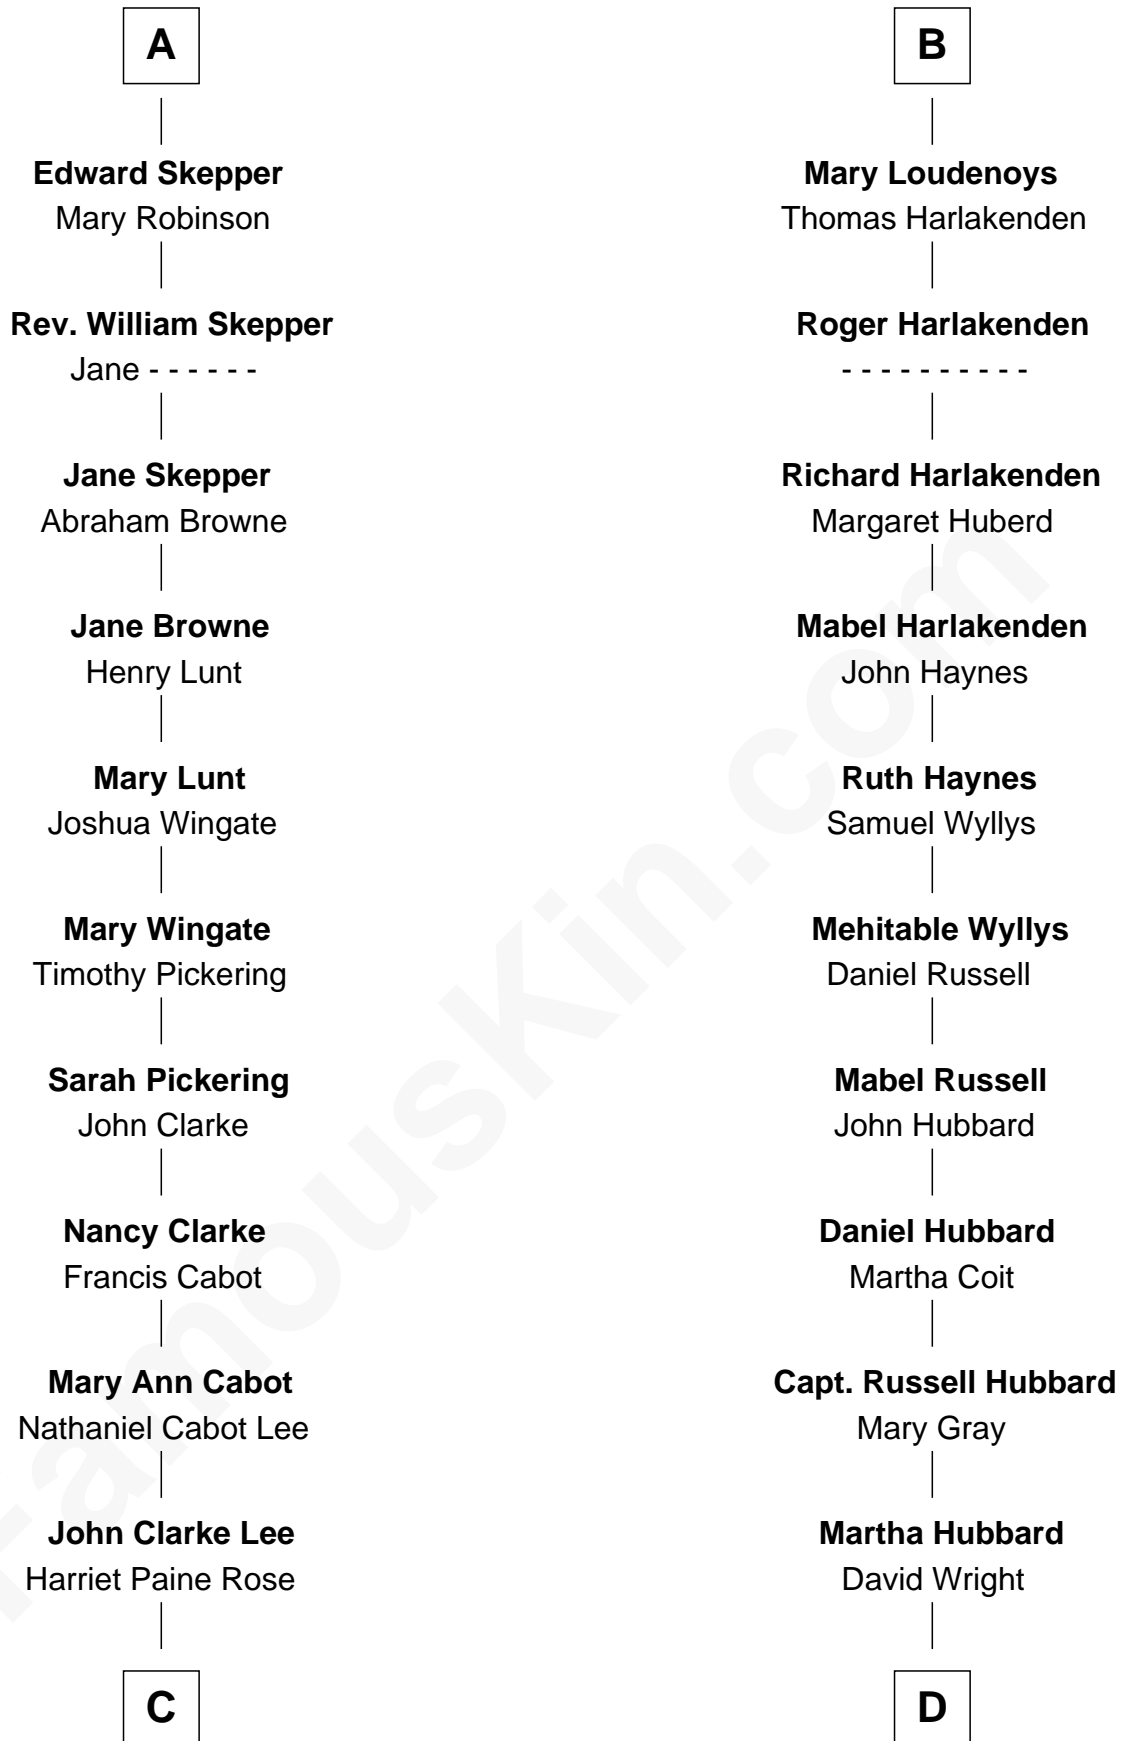 A
Edward Skepper
Mary Robinson
Rev. William Skepper
Jane - - - - - -
Jane Skepper
Abraham Browne
Jane Browne
Henry Lunt
Mary Lunt
Joshua Wingate
Mary Wingate
Timothy Pickering
Sarah Pickering
John Clarke
Nancy Clarke
Francis Cabot
Mary Ann Cabot
Nathaniel Cabot Lee
John Clarke Lee
Harriet Paine Rose
C
B
Mary Loudenoys
Thomas Harlakenden
Roger Harlakenden
- - - - - - - - - -
Richard Harlakenden
Margaret Huberd
Mabel Harlakenden
John Haynes
Ruth Haynes
Samuel Wyllys
Mehitable Wyllys
Daniel Russell
Mabel Russell
John Hubbard
Daniel Hubbard
Martha Coit
Capt. Russell Hubbard
Mary Gray
Martha Hubbard
David Wright
D
FamousKin.com